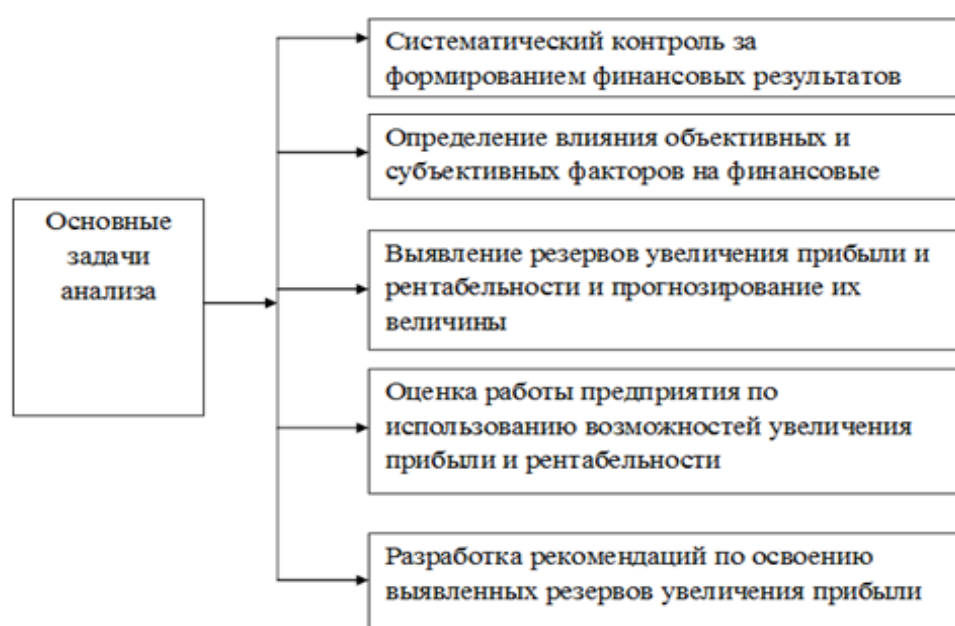 Основные
задачи
анализа
Систематический контроль за
формированием финансовых результатов
Определение влияния объективных и
субъективных факторов на финансовые
Выявление резервов увеличения прибыли и
рентабельности и прогнозирование их
величины
Оценка работы предприятия по
использованию возможностей увеличения
прибыли и рентабельности
Разработка рекомендаций по освоению
выявленных резервов увеличения прибыли